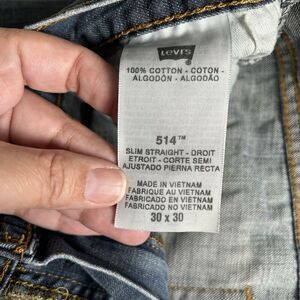 Levi's
100% COTTON - COTON -
ALGODÓN - ALGODÃO
514™
SLIM STRAIGHT - DROIT
ETROIT - CORTE SEMI
AJUSTADO PIERNA RECTA
MADE IN VIETNAM
FABRIQUE AU VIETNAM
FABRICADO EN VIETNAM
FABRICADO NO VIETNAM
30 x 30